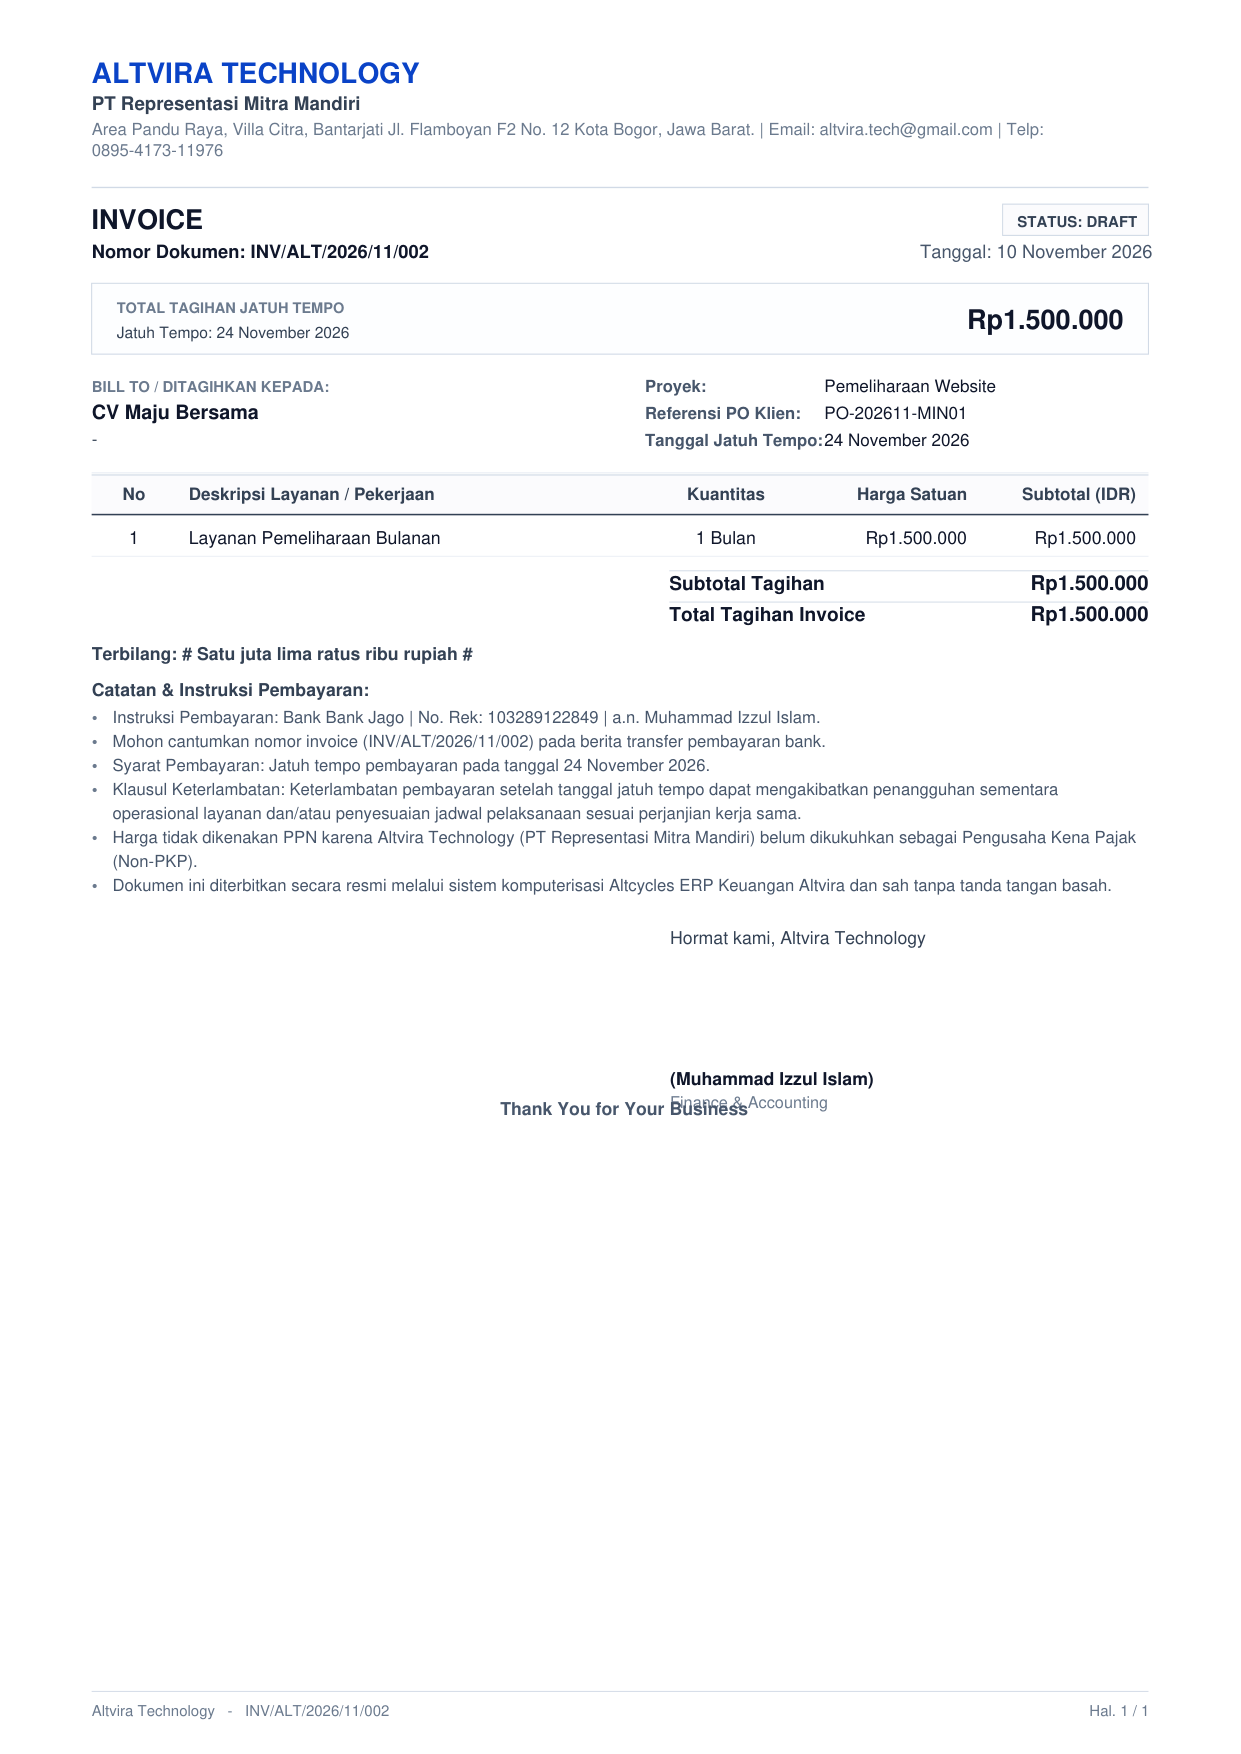 ALTVIRA TECHNOLOGY
PT Representasi Mitra Mandiri
Area Pandu Raya, Villa Citra, Bantarjati Jl. Flamboyan F2 No. 12 Kota Bogor, Jawa Barat. | Email: altvira.tech@gmail.com | Telp:
0895-4173-11976
INVOICE
STATUS: DRAFT
Nomor Dokumen: INV/ALT/2026/11/002
Tanggal: 10 November 2026
TOTAL TAGIHAN JATUH TEMPO
Jatuh Tempo: 24 November 2026
Rp1.500.000
BILL TO / DITAGIHKAN KEPADA:
CV Maju Bersama
-
Proyek: Pemeliharaan Website
Referensi PO Klien: PO-202611-MIN01
Tanggal Jatuh Tempo: 24 November 2026
No Deskripsi Layanan / Pekerjaan Kuantitas Harga Satuan Subtotal (IDR)
1 Layanan Pemeliharaan Bulanan 1 Bulan Rp1.500.000 Rp1.500.000
Subtotal Tagihan Rp1.500.000
Total Tagihan Invoice Rp1.500.000
Terbilang: # Satu juta lima ratus ribu rupiah #
Catatan & Instruksi Pembayaran:
• Instruksi Pembayaran: Bank Bank Jago | No. Rek: 103289122849 | a.n. Muhammad Izzul Islam.
• Mohon cantumkan nomor invoice (INV/ALT/2026/11/002) pada berita transfer pembayaran bank.
• Syarat Pembayaran: Jatuh tempo pembayaran pada tanggal 24 November 2026.
• Klausul Keterlambatan: Keterlambatan pembayaran setelah tanggal jatuh tempo dapat mengakibatkan penangguhan sementara
operasional layanan dan/atau penyesuaian jadwal pelaksanaan sesuai perjanjian kerja sama.
• Harga tidak dikenakan PPN karena Altvira Technology (PT Representasi Mitra Mandiri) belum dikukuhkan sebagai Pengusaha Kena Pajak
(Non-PKP).
• Dokumen ini diterbitkan secara resmi melalui sistem komputerisasi Altcycles ERP Keuangan Altvira dan sah tanpa tanda tangan basah.
Hormat kami, Altvira Technology
(Muhammad Izzul Islam)
Finance & Accounting
Thank You for Your Business
Altvira Technology - INV/ALT/2026/11/002
Hal. 1 / 1